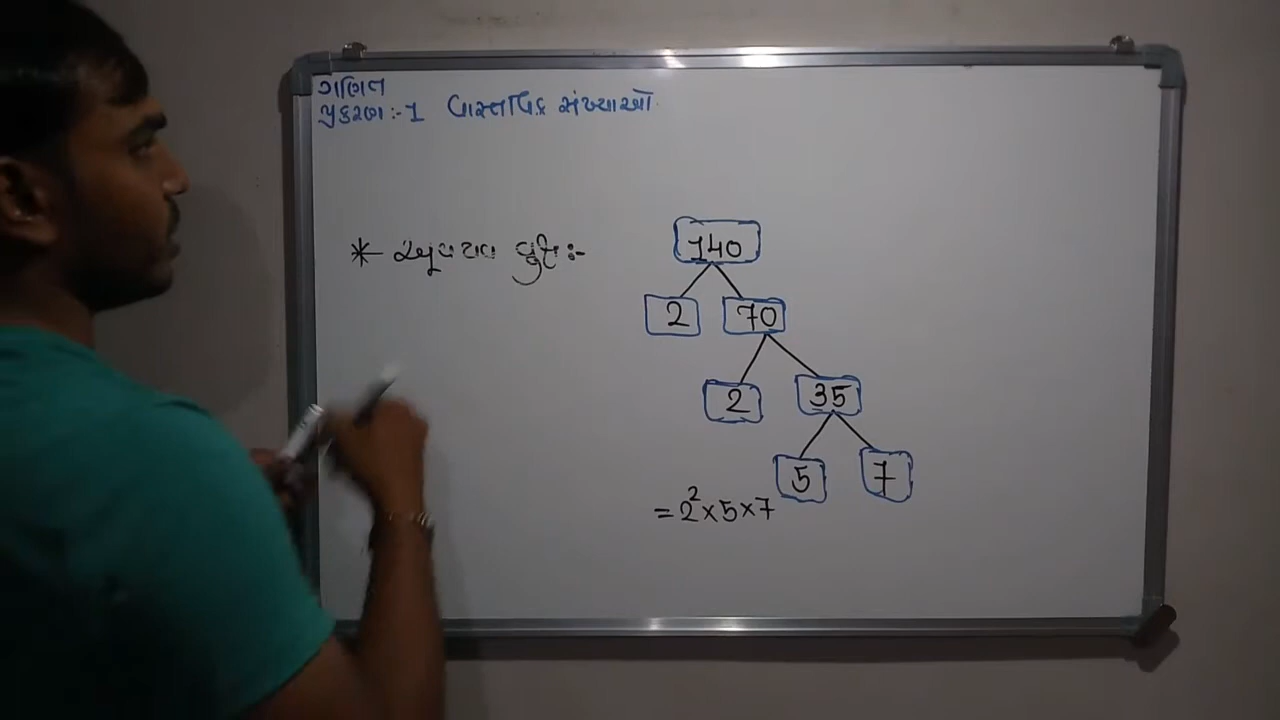 ગણિત
પ્રકરણ :- 1 વાસ્તવિક સંખ્યાઓ
* અવયવ વૃક્ષ :-
140
2 70
2 35
5 7
= 2² × 5 × 7